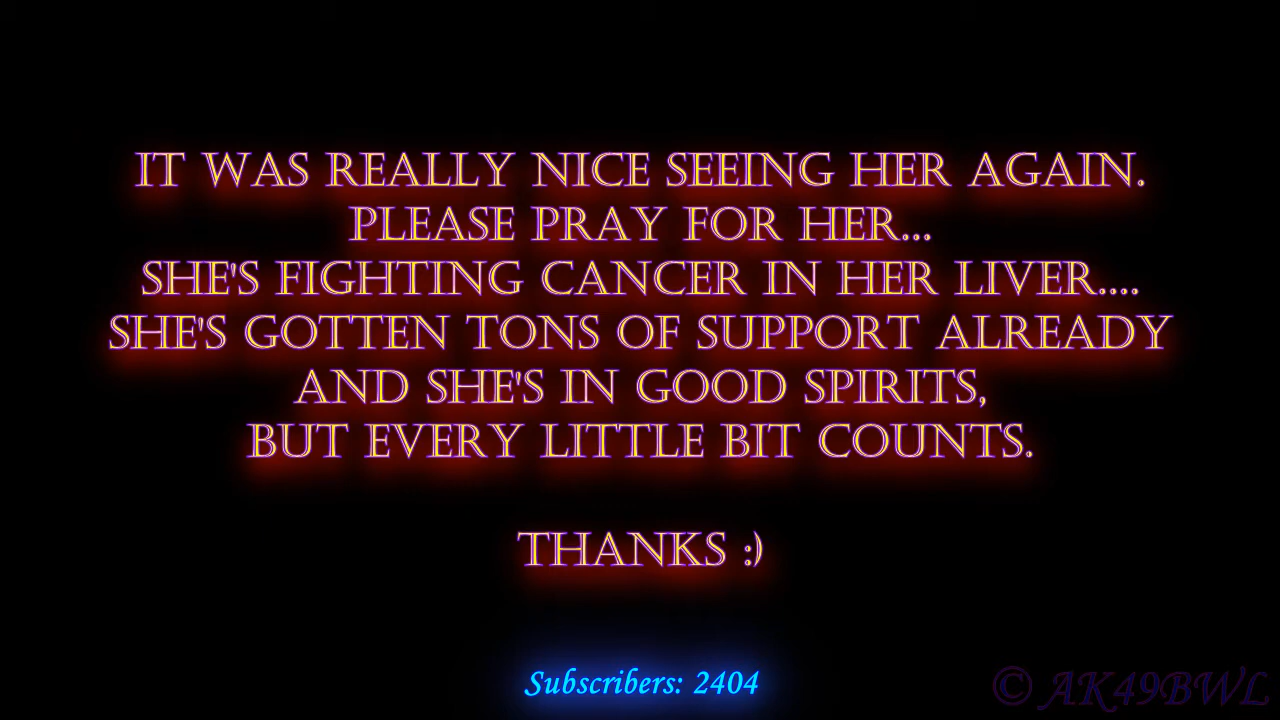 IT WAS REALLY NICE SEEING HER AGAIN.
PLEASE PRAY FOR HER...
SHE'S FIGHTING CANCER IN HER LIVER....
SHE'S GOTTEN TONS OF SUPPORT ALREADY
AND SHE'S IN GOOD SPIRITS,
BUT EVERY LITTLE BIT COUNTS.
THANKS :)
Subscribers: 2404
© AK49BWL